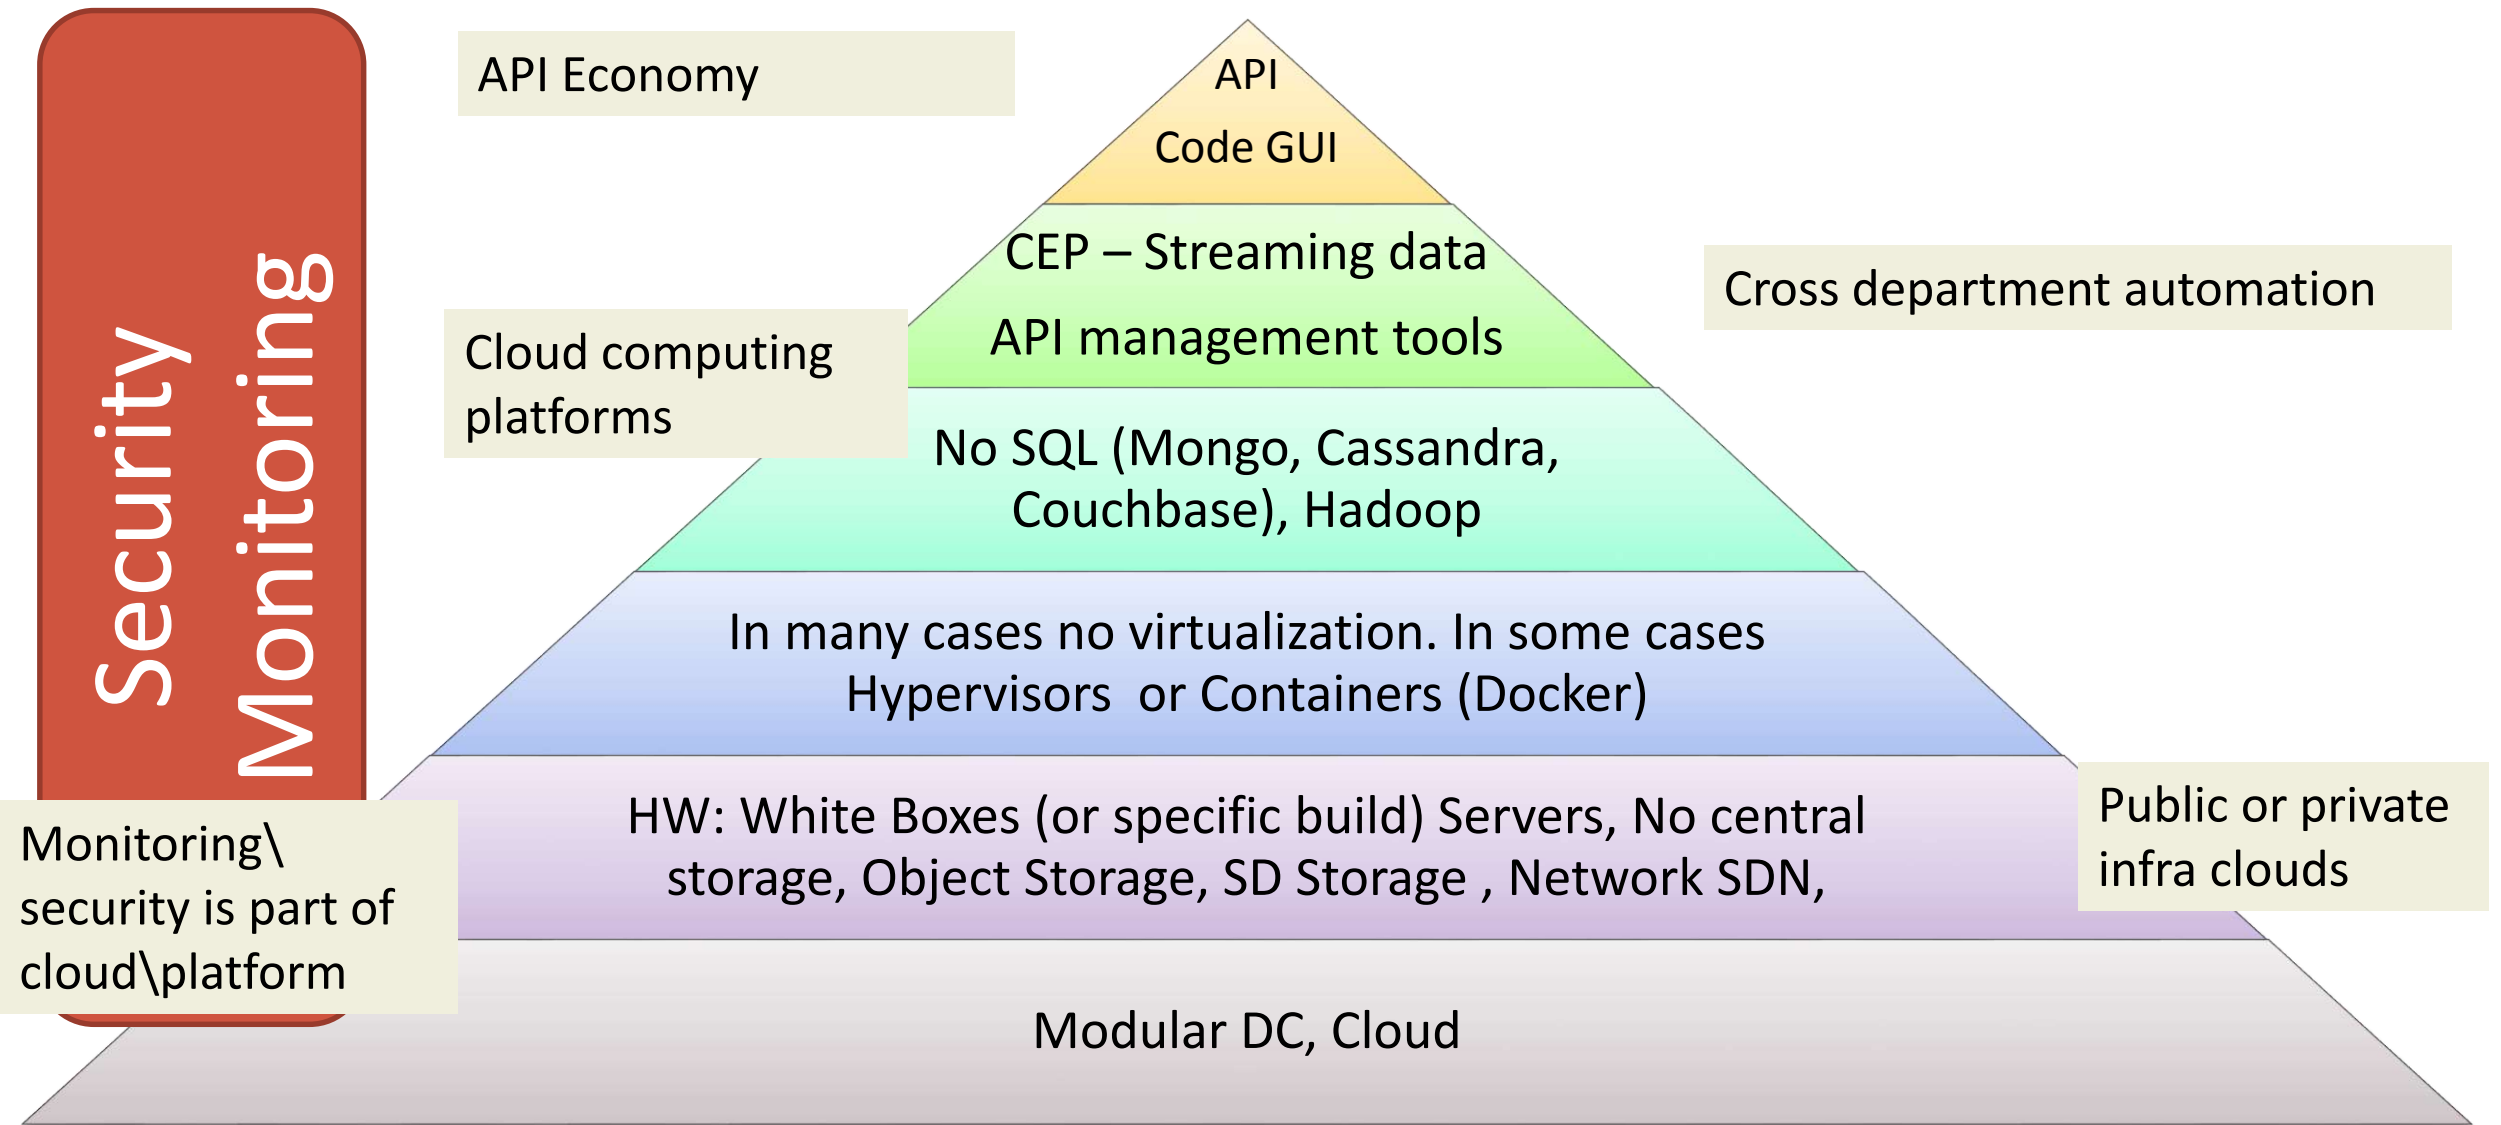 Security
Monitoring
API Economy
API
Code GUI
CEP – Streaming data
API management tools
Cross department automation
Cloud computing
platforms
No SQL (Mongo, Cassandra,
Couchbase), Hadoop
In many cases no virtualization. In some cases
Hypervisors  or Containers (Docker)
H W: White Boxes (or specific build) Servers, No central
storage, Object Storage, SD Storage , Network SDN,
Public or private
infra clouds
Monitoring\
security is part of
cloud\platform
Modular DC, Cloud